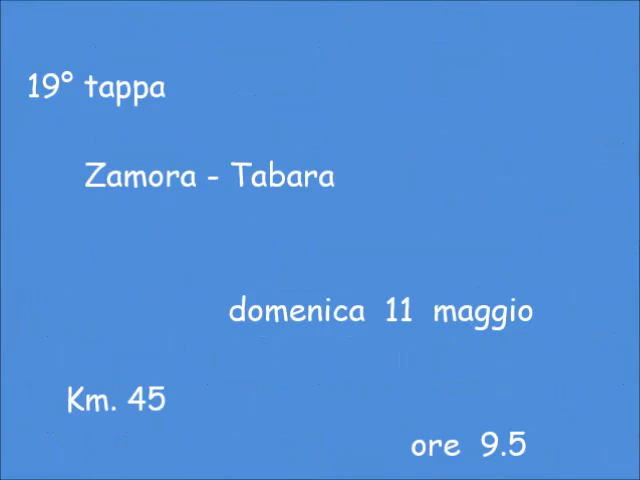 19° tappa
Zamora - Tabara
domenica 11 maggio
Km. 45
ore 9.5